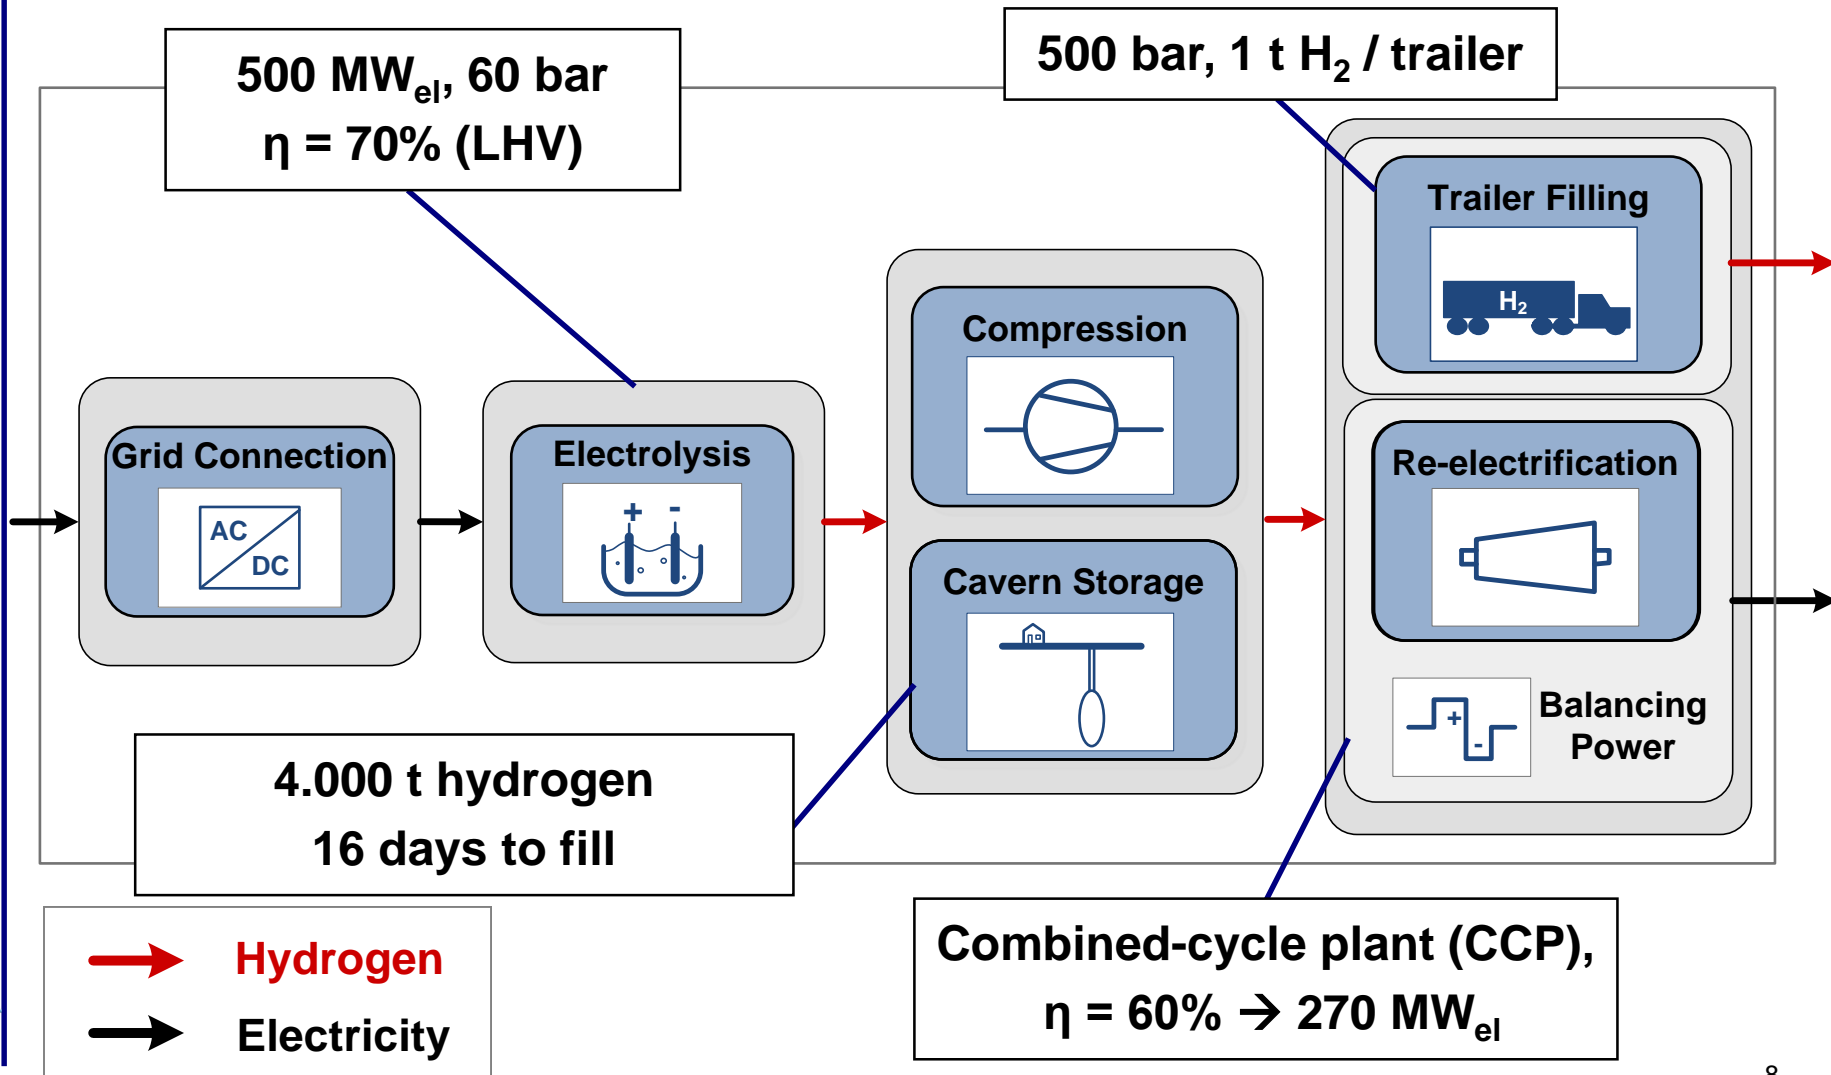 500 MWel, 60 bar
η = 70% (LHV)
500 bar, 1 t H2 / trailer
Trailer Filling
H2
Compression
Grid Connection
AC
DC
Electrolysis
+ -
Cavern Storage
Re-electrification
+
-
Balancing
Power
4.000 t hydrogen
16 days to fill
Combined-cycle plant (CCP),
η = 60% → 270 MWel
Hydrogen
Electricity
8